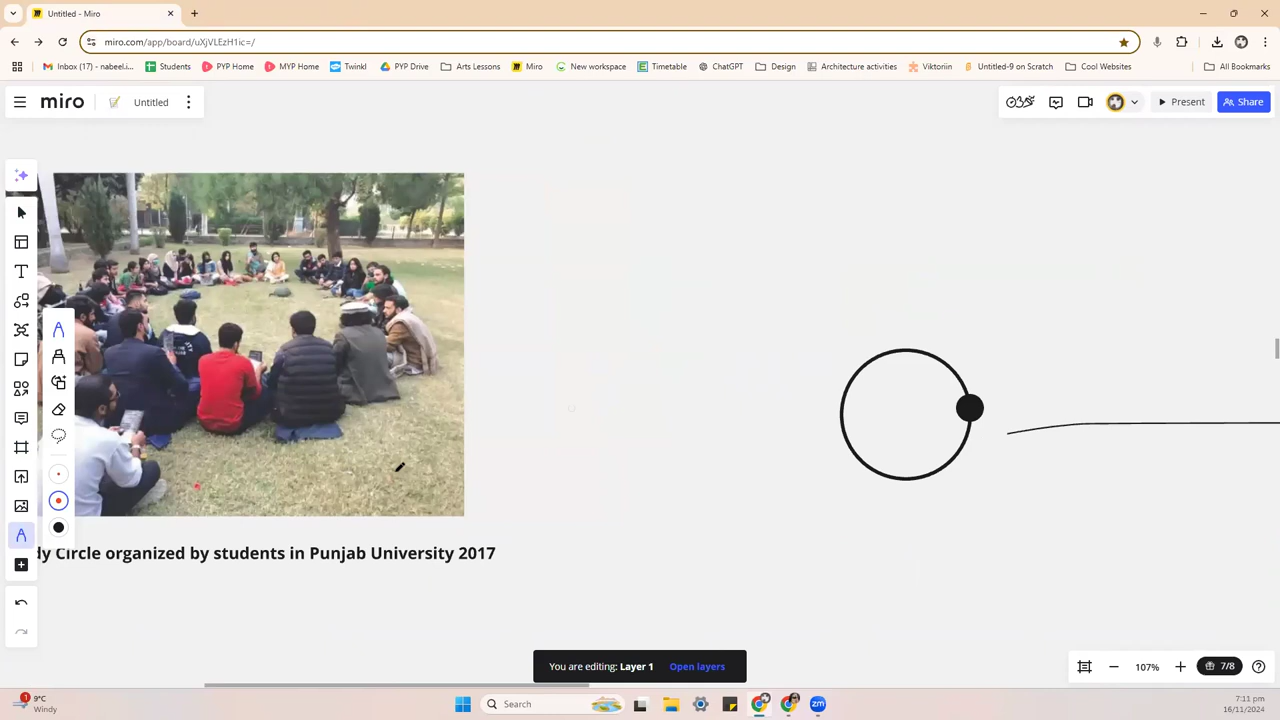 Untitled - Miro
miro.com/app/board/uXjVLEzH1ic=/
Inbox (17) - nabeel.i... Students PYP Home MYP Home Twinkl PYP Drive Arts Lessons Miro New workspace Timetable ChatGPT Design Architecture activities Viktoriin Untitled-9 on Scratch Cool Websites All Bookmarks
miro Untitled Present Share
dy Circle organized by students in Punjab University 2017
You are editing: Layer 1 Open layers
107% 7/8
1 9°C Search zm 7:11 pm
Windy 16/11/2024